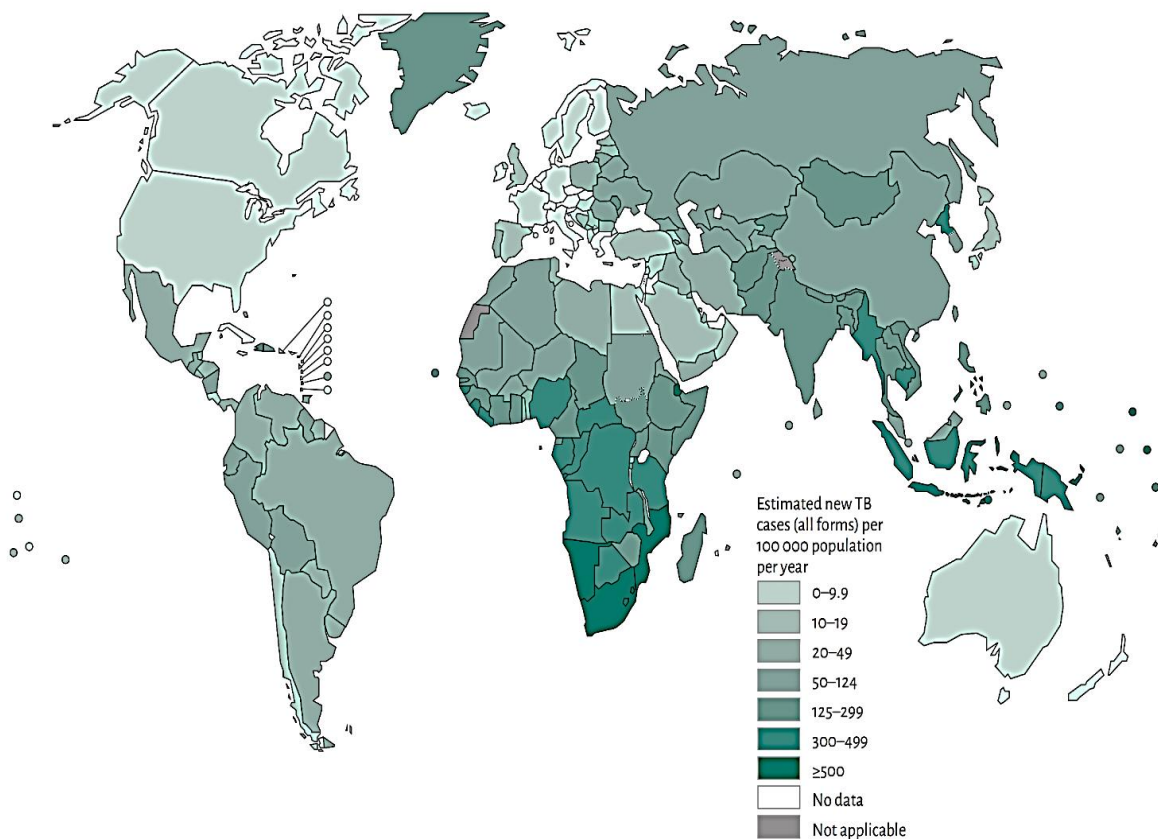 Estimated new TB
cases (all forms) per
100 000 population
per year
0–9.9
10–19
20–49
50–124
125–299
300–499
≥500
No data
Not applicable